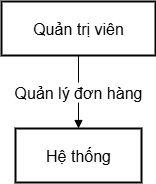 Quản trị viên
Quản lý đơn hàng
Hệ thống